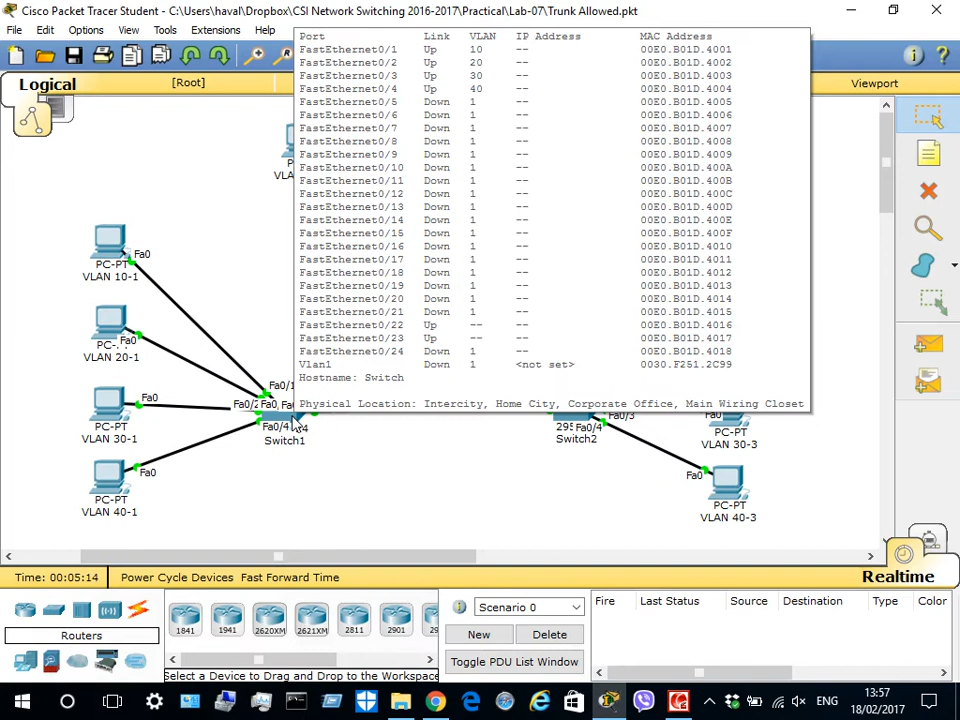 Cisco Packet Tracer Student - C:\Users\haval\Dropbox\CSI Network Switching 2016-2017\Practical\Lab-07\Trunk Allowed.pkt
File Edit Options View Tools Extensions Help
Logical [Root] Viewport
Port Link VLAN IP Address MAC Address
FastEthernet0/1 Up 10 -- 00E0.B01D.4001
FastEthernet0/2 Up 20 -- 00E0.B01D.4002
FastEthernet0/3 Up 30 -- 00E0.B01D.4003
FastEthernet0/4 Up 40 -- 00E0.B01D.4004
FastEthernet0/5 Down 1 -- 00E0.B01D.4005
FastEthernet0/6 Down 1 -- 00E0.B01D.4006
FastEthernet0/7 Down 1 -- 00E0.B01D.4007
FastEthernet0/8 Down 1 -- 00E0.B01D.4008
FastEthernet0/9 Down 1 -- 00E0.B01D.4009
FastEthernet0/10 Down 1 -- 00E0.B01D.400A
FastEthernet0/11 Down 1 -- 00E0.B01D.400B
FastEthernet0/12 Down 1 -- 00E0.B01D.400C
FastEthernet0/13 Down 1 -- 00E0.B01D.400D
FastEthernet0/14 Down 1 -- 00E0.B01D.400E
FastEthernet0/15 Down 1 -- 00E0.B01D.400F
FastEthernet0/16 Down 1 -- 00E0.B01D.4010
FastEthernet0/17 Down 1 -- 00E0.B01D.4011
FastEthernet0/18 Down 1 -- 00E0.B01D.4012
FastEthernet0/19 Down 1 -- 00E0.B01D.4013
FastEthernet0/20 Down 1 -- 00E0.B01D.4014
FastEthernet0/21 Down 1 -- 00E0.B01D.4015
FastEthernet0/22 Up -- -- 00E0.B01D.4016
FastEthernet0/23 Up -- -- 00E0.B01D.4017
FastEthernet0/24 Down 1 -- 00E0.B01D.4018
Vlan1 Down 1 <not set> 0030.F251.2C99
Hostname: Switch
Physical Location: Intercity, Home City, Corporate Office, Main Wiring Closet
VLA
Fa0
PC-PT
VLAN 10-1
Fa0
PC-
VLAN 20-1
Fa0
PC-PT
VLAN 30-1
Fa0
PC-PT
VLAN 40-1
Fa0/1
Fa0/2
Fa0/4
Switch1
295
Fa0/4
Fa0/3
Switch2
PC-PT
VLAN 30-3
Fa0
PC-PT
VLAN 40-3
Time: 00:05:14 Power Cycle Devices Fast Forward Time Realtime
Routers
1841 1941 2620XM 2621XM 2811 2901 29
Select a Device to Drag and Drop to the Workspace
Scenario 0
New Delete
Toggle PDU List Window
Fire Last Status Source Destination Type Color
ENG
13:57
18/02/2017